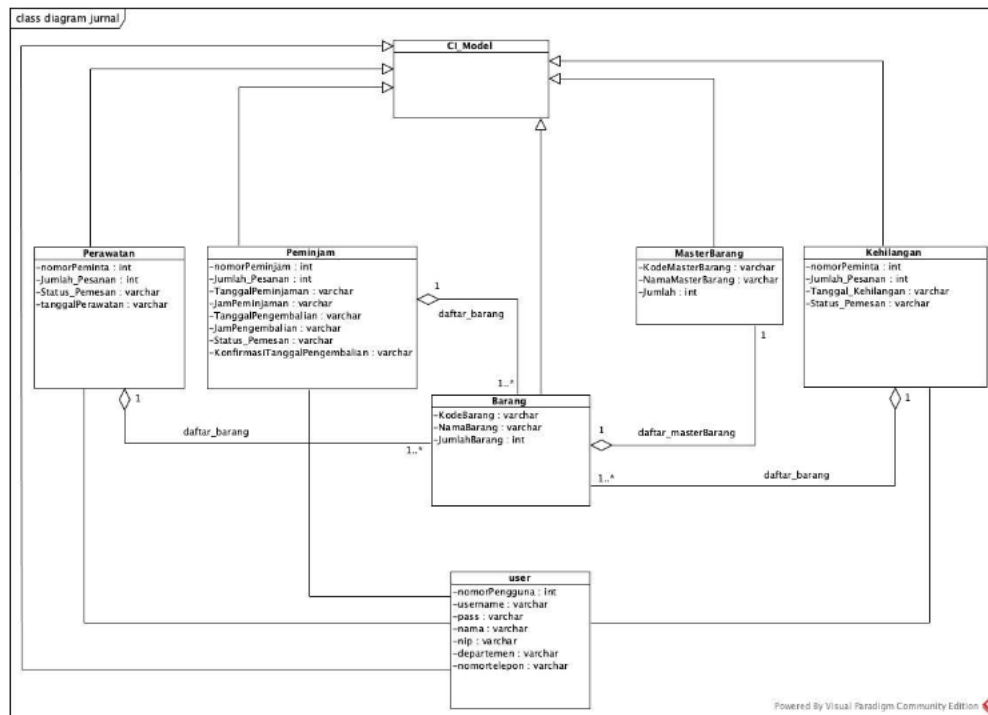 class diagram jurnal
CI_Model
Perawatan
-nomorPeminta : int
-Jumlah_Pesanan : int
-Status_Pemesan : varchar
-tanggalPerawatan : varchar
Peminjam
-nomorPeminjam : int
-Jumlah_Pesanan : int
-TanggalPeminjaman : varchar
-JamPeminjaman : varchar
-TanggalPengembalian : varchar
-JamPengembalian : varchar
-Status_Pemesan : varchar
-KonfirmasiTanggalPengembalian : varchar
MasterBarang
-KodeMasterBarang : varchar
-NamaMasterBarang : varchar
-Jumlah : int
Kehilangan
-nomorPeminta : int
-Jumlah_Pesanan : int
-Tanggal_Kehilangan : varchar
-Status_Pemesan : varchar
1
daftar_barang
1..*
1
1
daftar_barang
1..*
Barang
-KodeBarang : varchar
-NamaBarang : varchar
-JumlahBarang : int
1
daftar_masterBarang
1
daftar_barang
1..*
user
-nomorPengguna : int
-username : varchar
-pass : varchar
-nama : varchar
-nip : varchar
-departemen : varchar
-nomortelepon : varchar
Powered By Visual Paradigm Community Edition